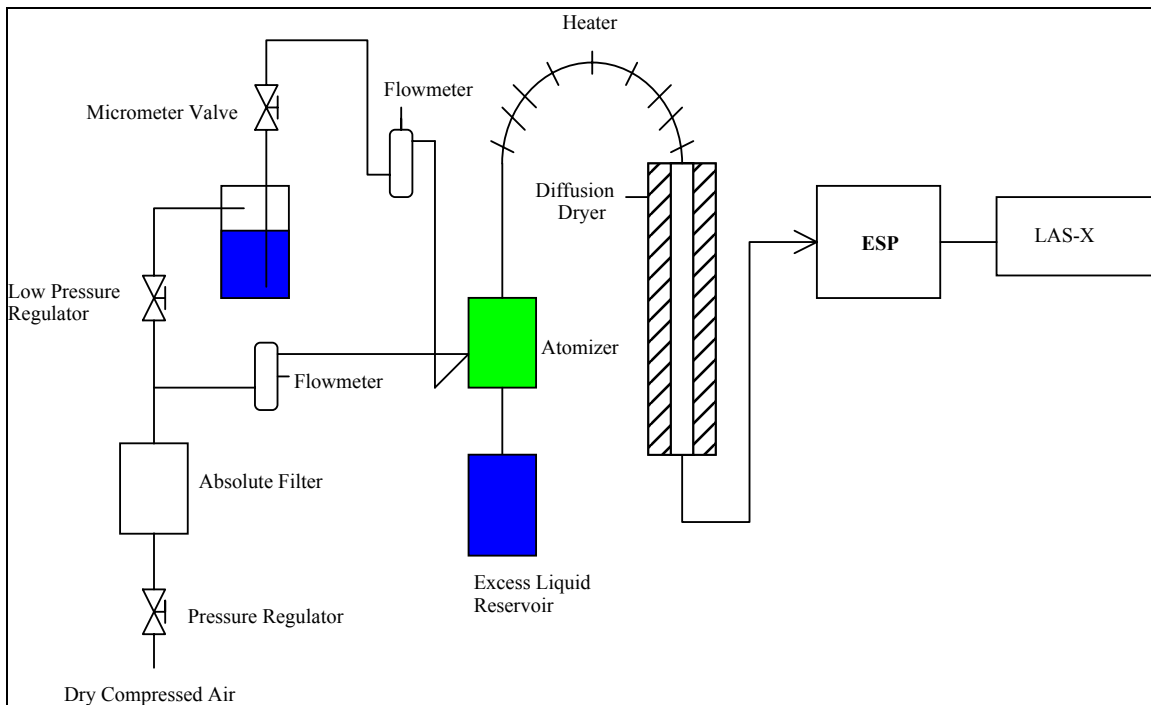 Heater
Flowmeter
Micrometer Valve
Diffusion
Dryer
ESP
LAS-X
Low Pressure
Regulator
Atomizer
Flowmeter
Absolute Filter
Excess Liquid
Reservoir
Pressure Regulator
Dry Compressed Air